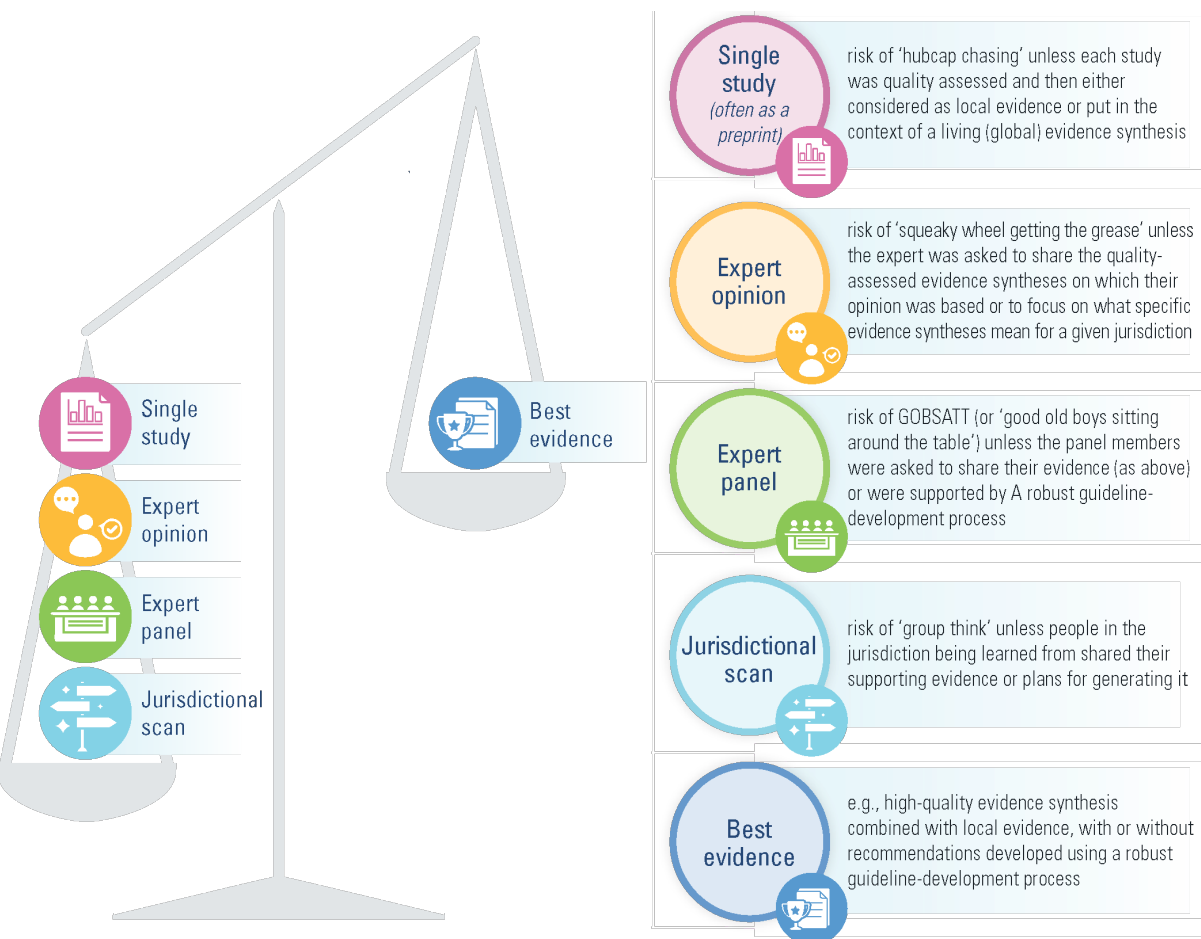 Single
study
Expert
opinion
Expert
panel
Jurisdictional
scan
Best
evidence
Single
study
(often as a
preprint)
risk of ‘hubcap chasing’ unless each study
was quality assessed and then either
considered as local evidence or put in the
context of a living (global) evidence synthesis
Expert
opinion
risk of ‘squeaky wheel getting the grease’ unless
the expert was asked to share the quality-
assessed evidence syntheses on which their
opinion was based or to focus on what specific
evidence syntheses mean for a given jurisdiction
Expert
panel
risk of GOBSATT (or ‘good old boys sitting
around the table’) unless the panel members
were asked to share their evidence (as above)
or were supported by A robust guideline-
development process
Jurisdictional
scan
risk of ‘group think’ unless people in the
jurisdiction being learned from shared their
supporting evidence or plans for generating it
Best
evidence
e.g., high-quality evidence synthesis
combined with local evidence, with or without
recommendations developed using a robust
guideline-development process